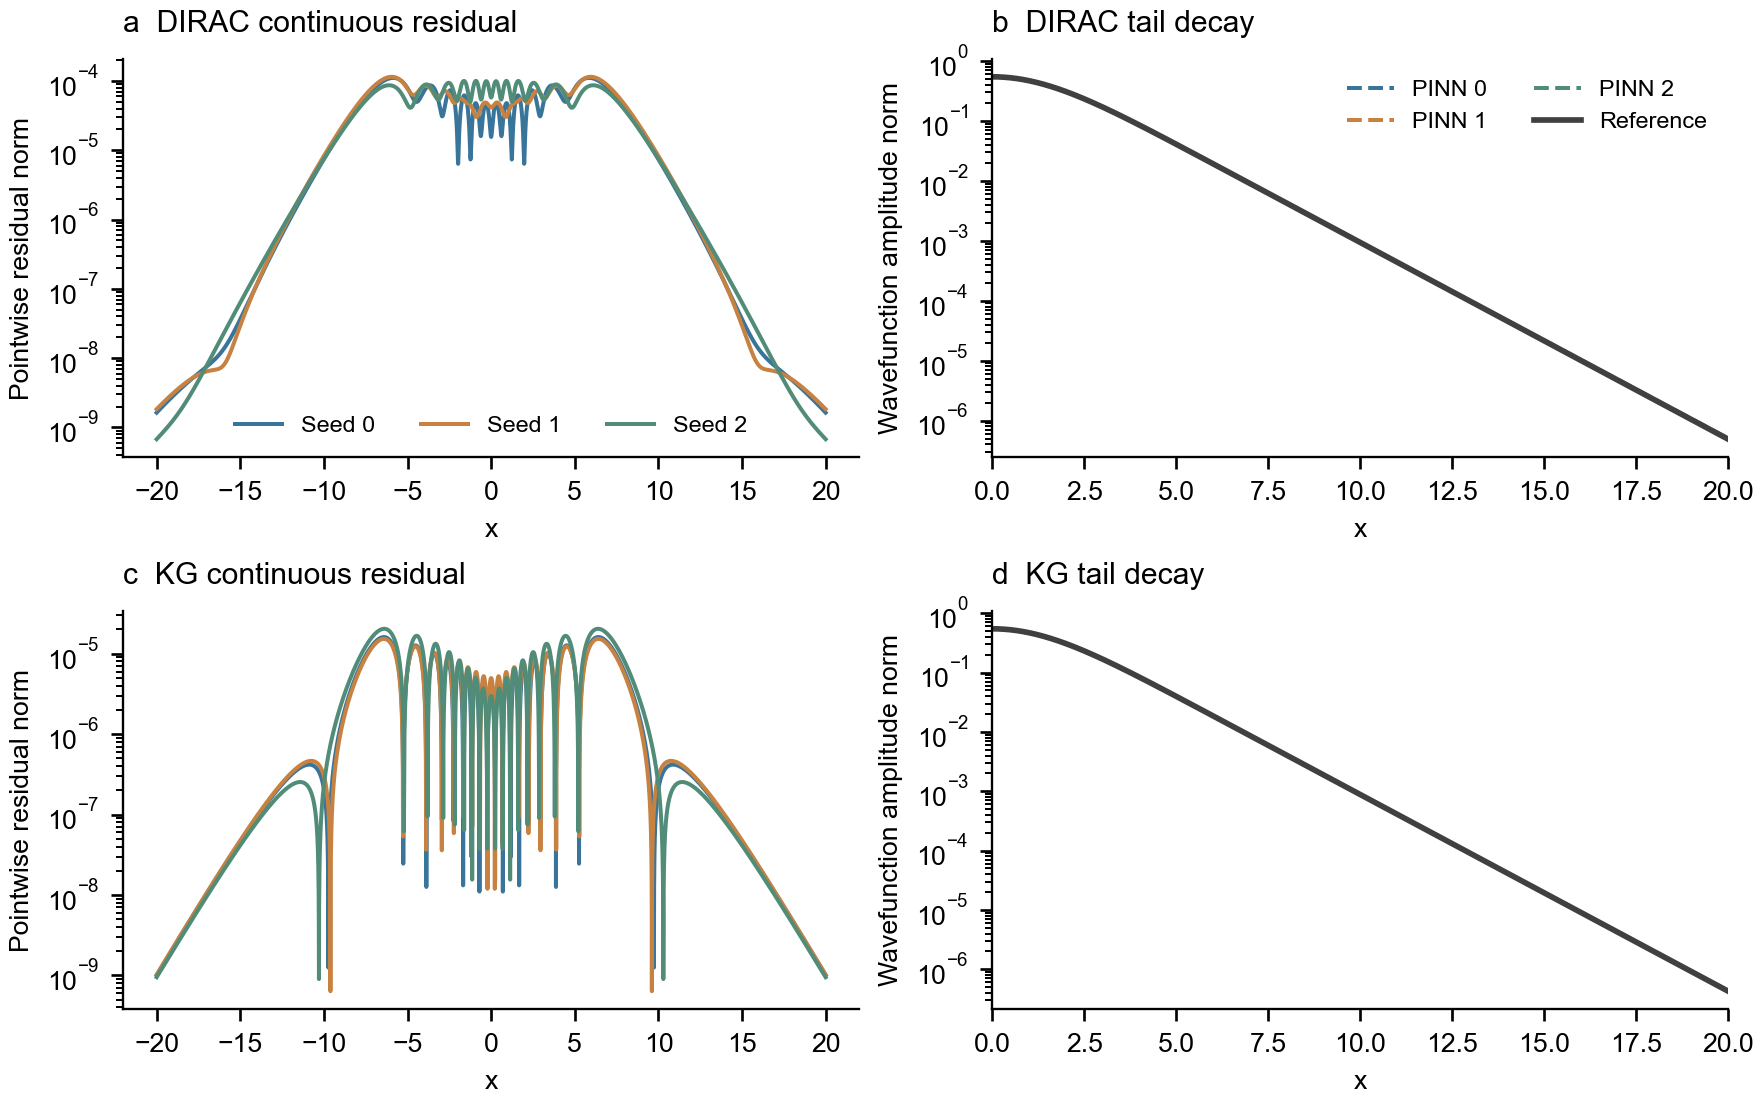 a  DIRAC continuous residual
Pointwise residual norm
10⁻⁴
10⁻⁵
10⁻⁶
10⁻⁷
10⁻⁸
10⁻⁹
Seed 0
Seed 1
Seed 2
−20 −15 −10 −5 0 5 10 15 20
x
b  DIRAC tail decay
Wavefunction amplitude norm
10⁰
10⁻¹
10⁻²
10⁻³
10⁻⁴
10⁻⁵
10⁻⁶
PINN 0
PINN 1
PINN 2
Reference
0.0 2.5 5.0 7.5 10.0 12.5 15.0 17.5 20.0
x
c  KG continuous residual
Pointwise residual norm
10⁻⁵
10⁻⁶
10⁻⁷
10⁻⁸
10⁻⁹
−20 −15 −10 −5 0 5 10 15 20
x
d  KG tail decay
Wavefunction amplitude norm
10⁰
10⁻¹
10⁻²
10⁻³
10⁻⁴
10⁻⁵
10⁻⁶
0.0 2.5 5.0 7.5 10.0 12.5 15.0 17.5 20.0
x